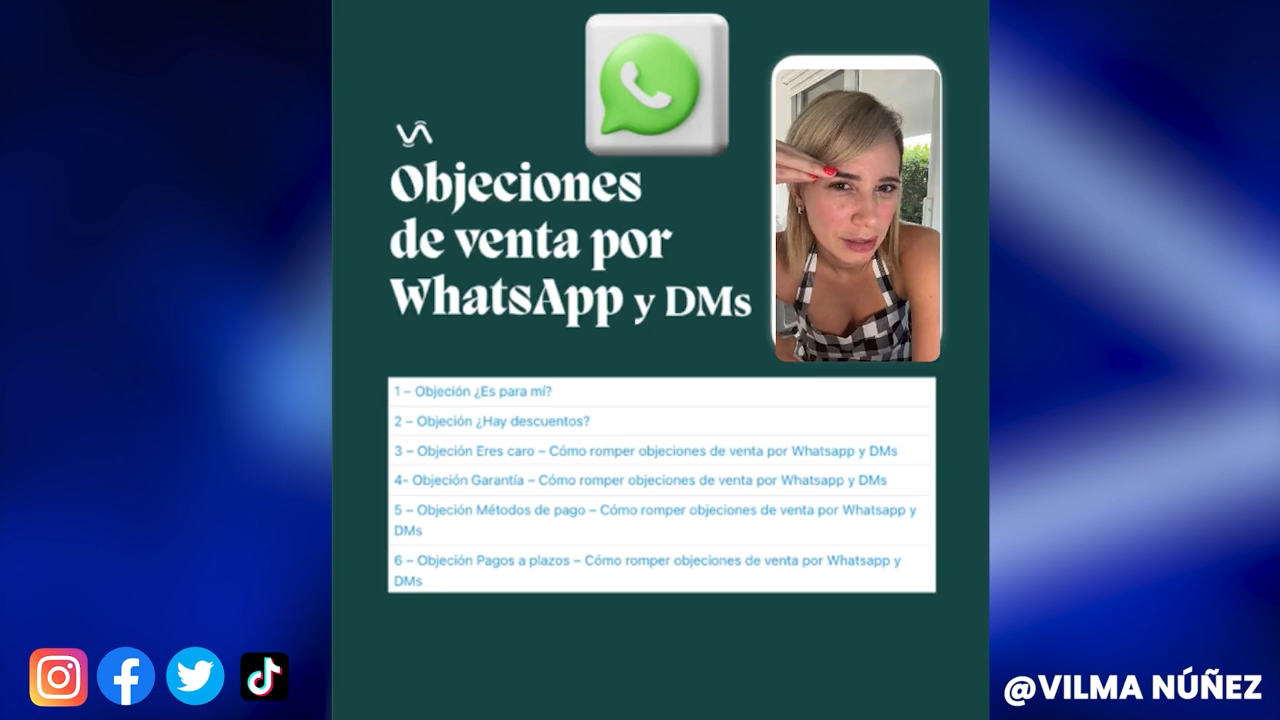 Objeciones
de venta por
WhatsApp y DMs
1 – Objeción ¿Es para mí?
2 – Objeción ¿Hay descuentos?
3 – Objeción Eres caro – Cómo romper objeciones de venta por Whatsapp y DMs
4- Objeción Garantía – Cómo romper objeciones de venta por Whatsapp y DMs
5 – Objeción Métodos de pago – Cómo romper objeciones de venta por Whatsapp y
DMs
6 – Objeción Pagos a plazos – Cómo romper objeciones de venta por Whatsapp y
DMs
@VILMA NÚÑEZ